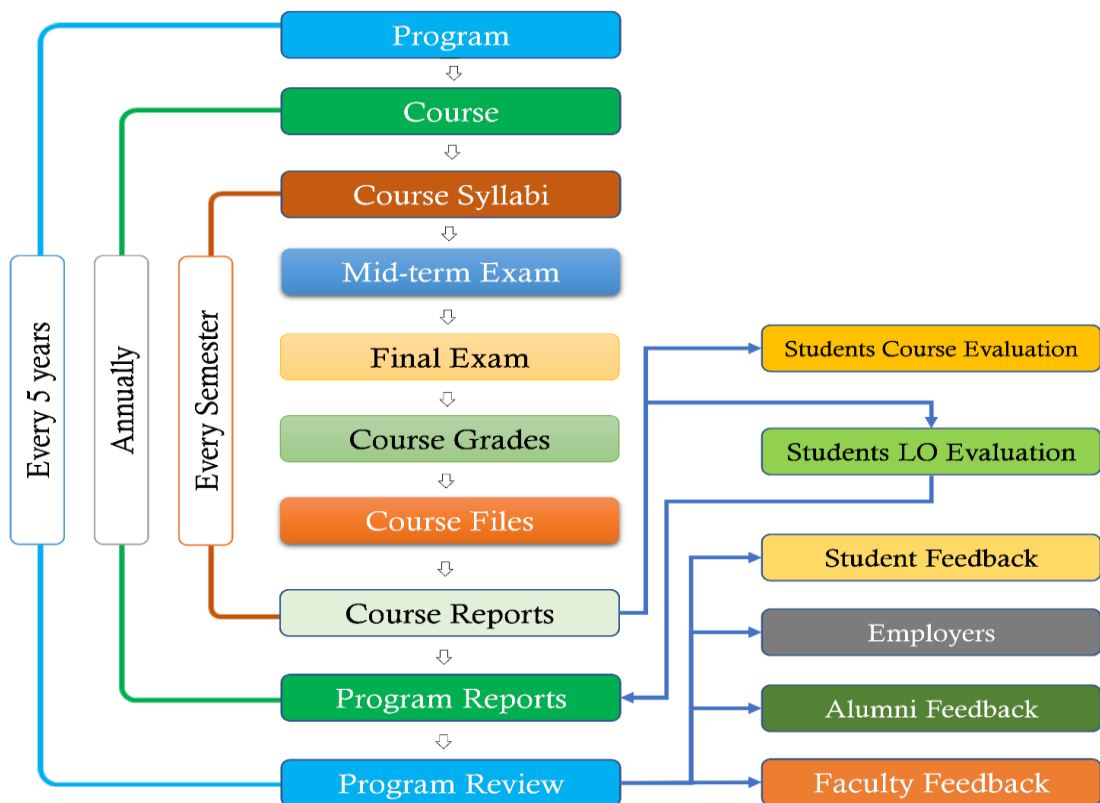 Program
Course
Course Syllabi
Mid-term Exam
Final Exam
Course Grades
Course Files
Course Reports
Program Reports
Program Review
Every 5 years
Annually
Every Semester
Students Course Evaluation
Students LO Evaluation
Student Feedback
Employers
Alumni Feedback
Faculty Feedback